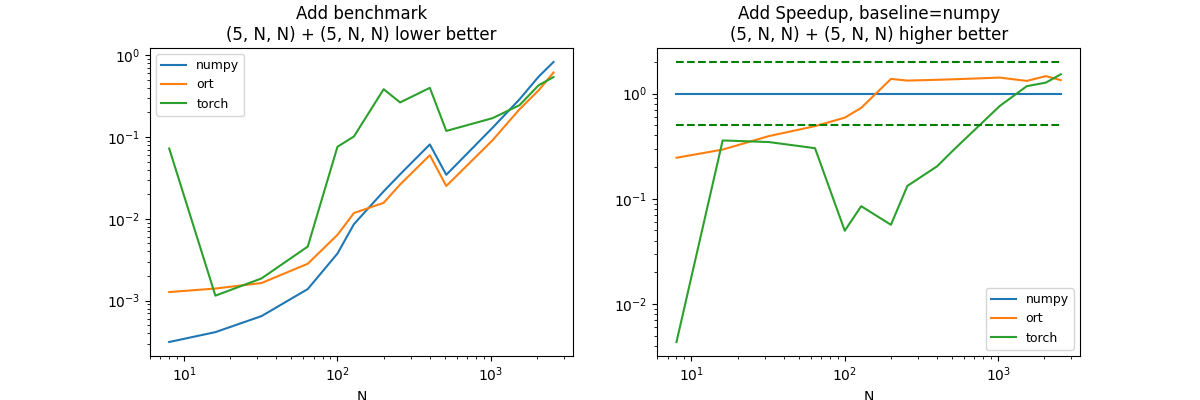 Add benchmark
(5, N, N) + (5, N, N) lower better
10⁰
10⁻¹
10⁻²
10⁻³
numpy
ort
torch
10¹
10²
10³
N
Add Speedup, baseline=numpy
(5, N, N) + (5, N, N) higher better
10⁰
10⁻¹
10⁻²
numpy
ort
torch
10¹
10²
10³
N